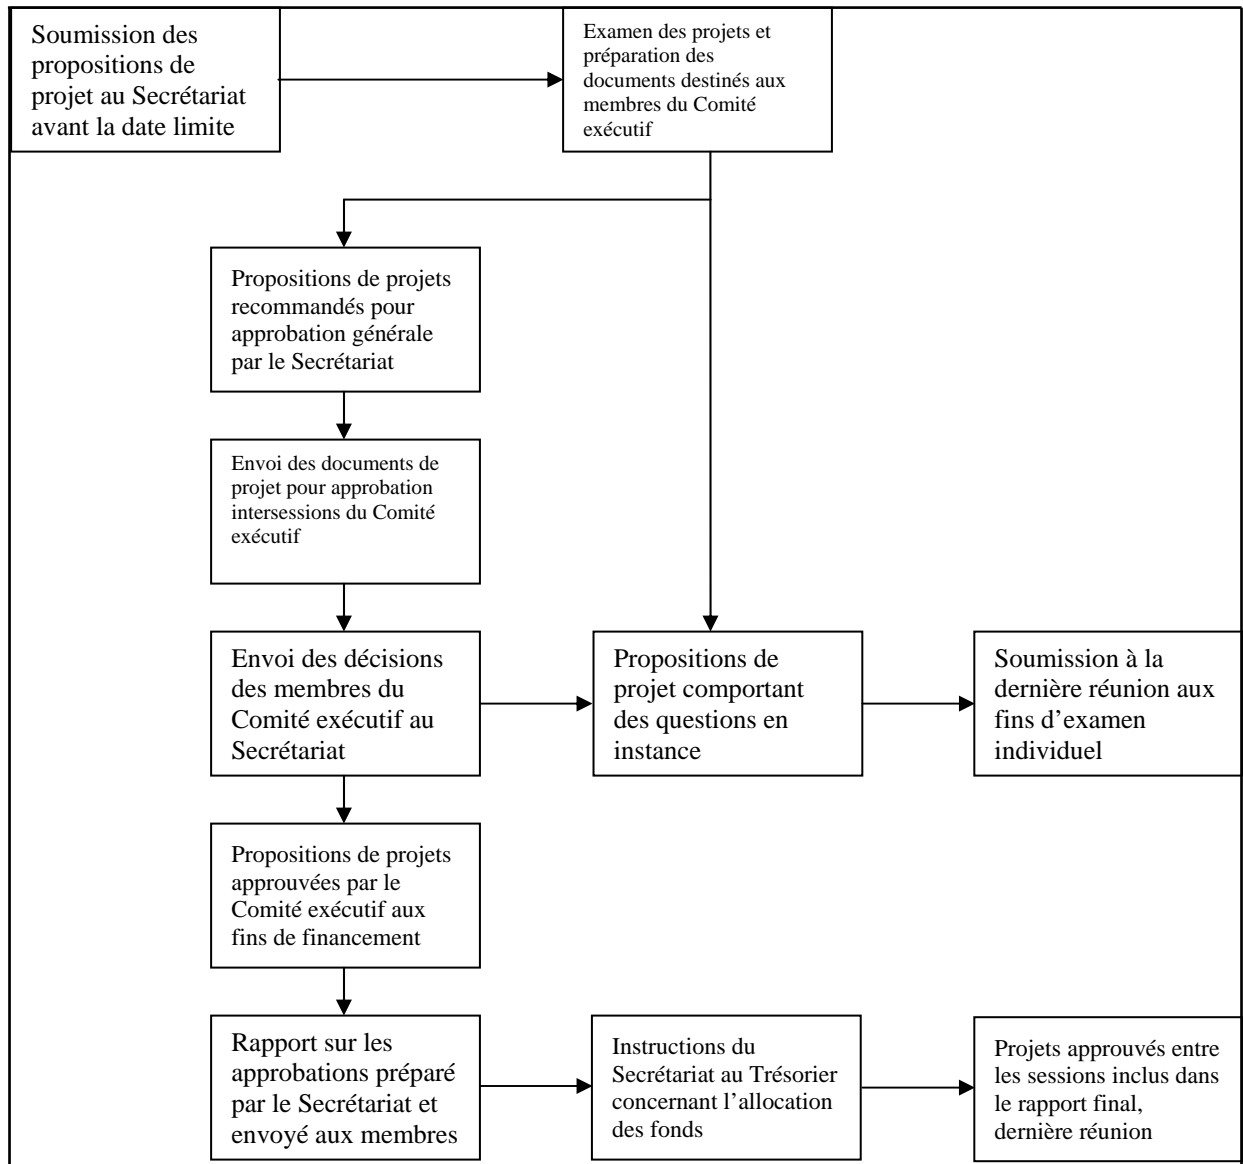 Soumission des
propositions de
projet au Secrétariat
avant la date limite
Examen des projets et
préparation des
documents destinés aux
membres du Comité
exécutif
Propositions de projets
recommandés pour
approbation générale
par le Secrétariat
Envoi des documents de
projet pour approbation
intersessions du Comité
exécutif
Envoi des décisions
des membres du
Comité exécutif au
Secrétariat
Propositions de
projet comportant
des questions en
instance
Soumission à la
dernière réunion aux
fins d’examen
individuel
Propositions de projets
approuvées par le
Comité exécutif aux
fins de financement
Rapport sur les
approbations préparé
par le Secrétariat et
envoyé aux membres
Instructions du
Secrétariat au Trésorier
concernant l’allocation
des fonds
Projets approuvés entre
les sessions inclus dans
le rapport final,
dernière réunion